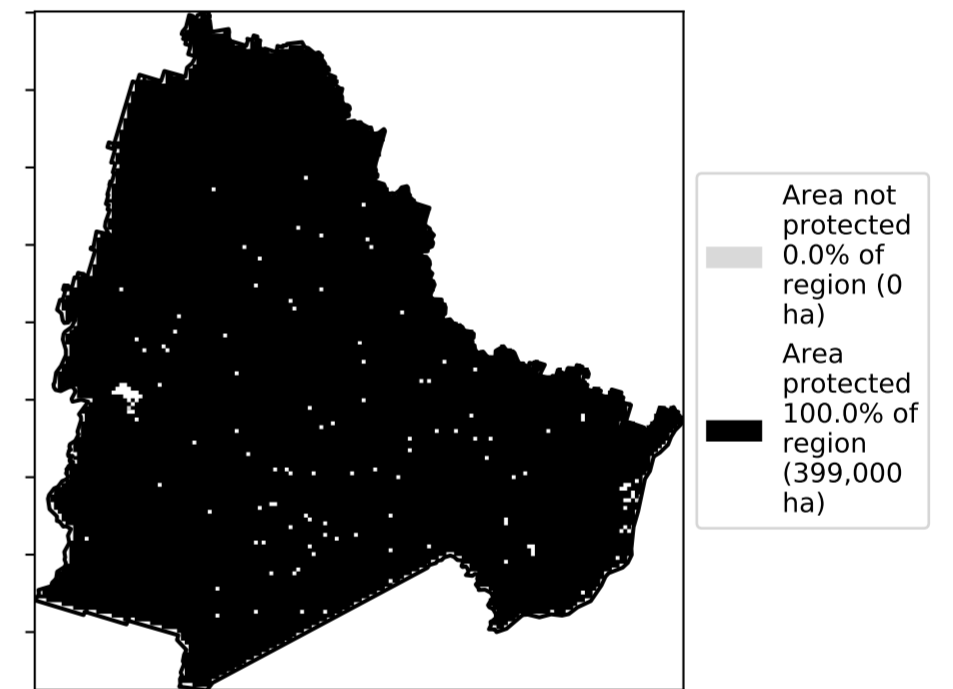 Area not
protected
0.0% of
region (0
ha)
Area
protected
100.0% of
region
(399,000
ha)